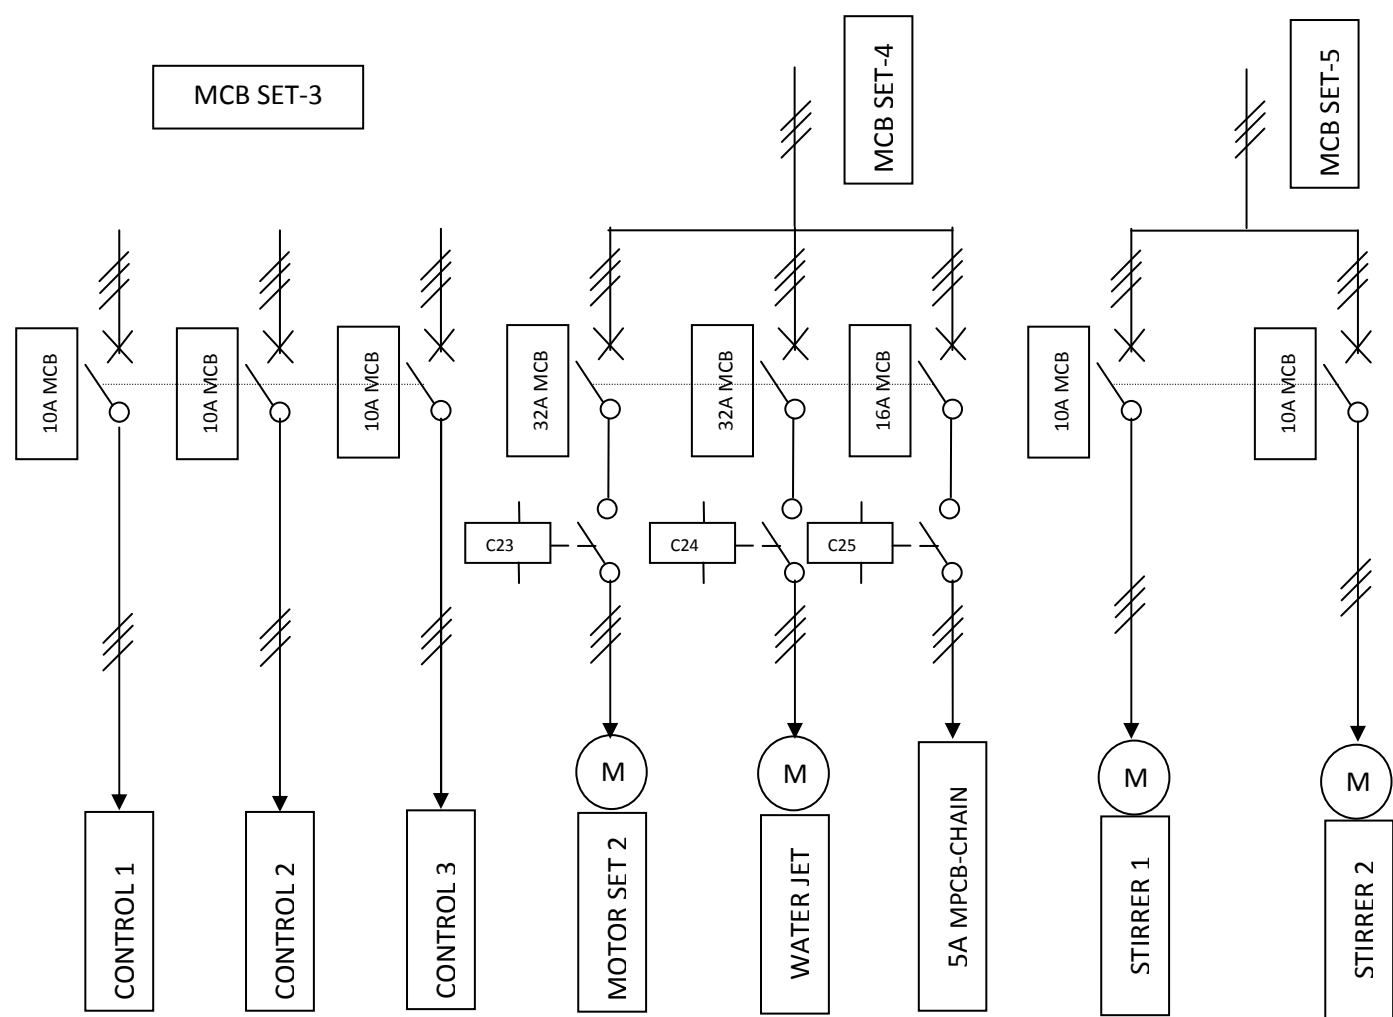 MCB SET-3
MCB SET-4
MCB SET-5
10A MCB
10A MCB
10A MCB
32A MCB
32A MCB
16A MCB
10A MCB
10A MCB
C23
C24
C25
M
M
M
M
CONTROL 1
CONTROL 2
CONTROL 3
MOTOR SET 2
WATER JET
5A MPCB-CHAIN
STIRRER 1
STIRRER 2